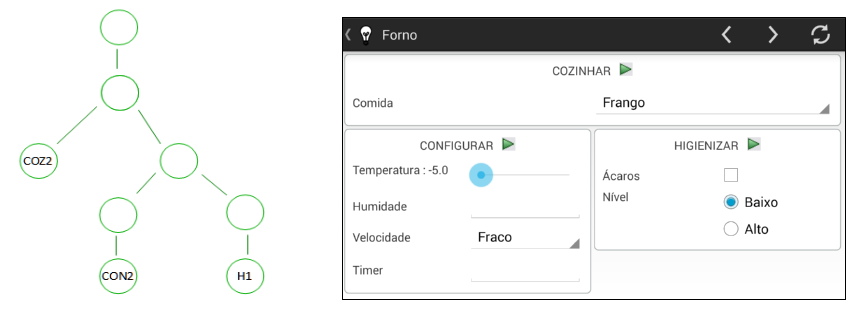 COZ2
CON2
H1
Forno
COZINHAR
Comida
Frango
CONFIGURAR
Temperatura : -5.0
Humidade
Velocidade
Fraco
Timer
HIGIENIZAR
Ácaros
Nível
Baixo
Alto